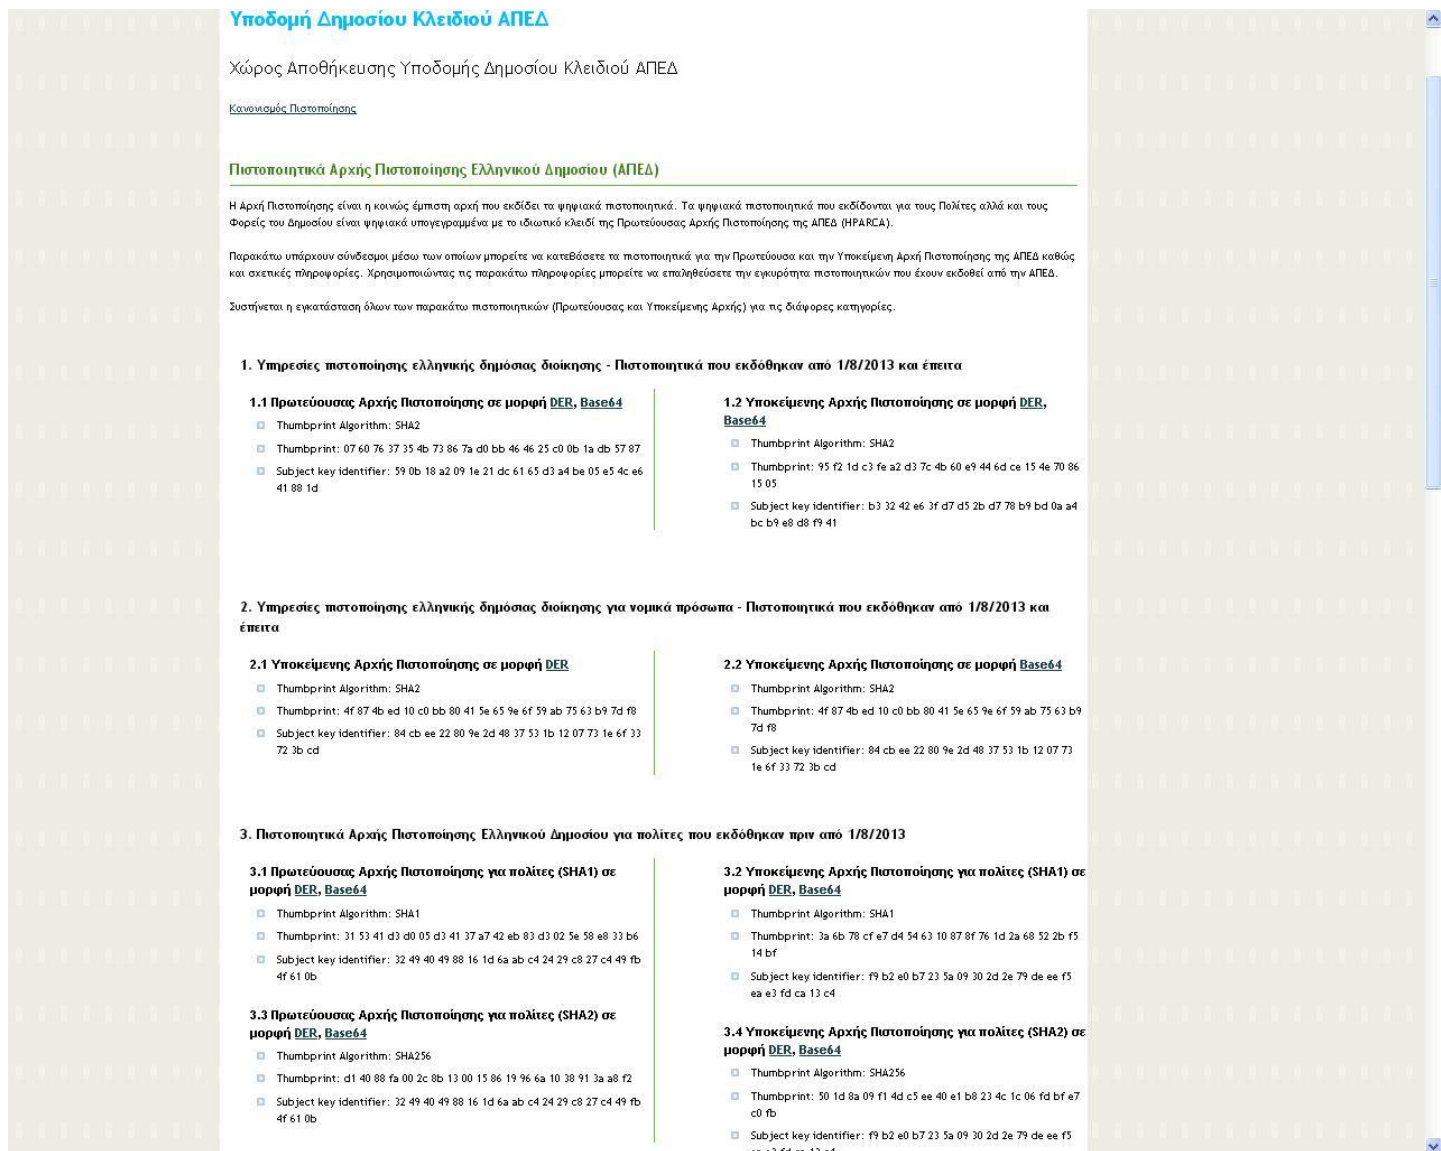 Υποδομή Δημοσίου Κλειδιού ΑΠΕΔ
Χώρος Αποθήκευσης Υποδομής Δημοσίου Κλειδιού ΑΠΕΔ
Κανονισμός Πιστοποίησης
Πιστοποιητικά Αρχής Πιστοποίησης Ελληνικού Δημοσίου (ΑΠΕΔ)
Η Αρχή Πιστοποίησης είναι η κοινώς έμπιστη αρχή που εκδίδει τα ψηφιακά πιστοποιητικά. Τα ψηφιακά πιστοποιητικά που εκδίδονται για τους Πολίτες αλλά και τους
Φορείς του Δημοσίου είναι ψηφιακά υπογεγραμμένα με το ιδιωτικό κλειδί της Πρωτεύουσας Αρχής Πιστοποίησης της ΑΠΕΔ (HPARCA).
Παρακάτω υπάρχουν σύνδεσμοι μέσω των οποίων μπορείτε να κατεβάσετε τα πιστοποιητικά για την Πρωτεύουσα και την Υποκείμενη Αρχή Πιστοποίησης της ΑΠΕΔ καθώς
και σχετικές πληροφορίες. Χρησιμοποιώντας τις παρακάτω πληροφορίες μπορείτε να επαληθεύσετε την εγκυρότητα πιστοποιητικών που έχουν εκδοθεί από την ΑΠΕΔ.
Συστήνεται η εγκατάσταση όλων των παρακάτω πιστοποιητικών (Πρωτεύουσας και Υποκείμενης Αρχής) για τις διάφορες κατηγορίες.
1. Υπηρεσίες πιστοποίησης ελληνικής δημόσιας διοίκησης - Πιστοποιητικά που εκδόθηκαν από 1/8/2013 και έπειτα
1.1 Πρωτεύουσας Αρχής Πιστοποίησης σε μορφή DER, Base64
Thumbprint Algorithm: SHA2
Thumbprint: 07 60 76 37 35 4b 73 86 7a d0 bb 46 46 25 c0 0b 1a db 57 87
Subject key identifier: 59 0b 18 a2 09 1e 21 dc 61 65 d3 a4 be 05 e5 4c e6
41 88 1d
1.2 Υποκείμενης Αρχής Πιστοποίησης σε μορφή DER,
Base64
Thumbprint Algorithm: SHA2
Thumbprint: 95 f2 1d c3 fe a2 d3 7c 4b 60 e9 44 6d ce 15 4e 70 86
15 05
Subject key identifier: b3 32 42 e6 3f d7 d5 2b d7 78 b9 bd 0a a4
bc b9 e8 d8 f9 41
2. Υπηρεσίες πιστοποίησης ελληνικής δημόσιας διοίκησης για νομικά πρόσωπα - Πιστοποιητικά που εκδόθηκαν από 1/8/2013 και
έπειτα
2.1 Υποκείμενης Αρχής Πιστοποίησης σε μορφή DER
Thumbprint Algorithm: SHA2
Thumbprint: 4f 87 4b ed 10 c0 bb 80 41 5e 65 9e 6f 59 ab 75 63 b9 7d f8
Subject key identifier: 84 cb ee 22 80 9e 2d 48 37 53 1b 12 07 73 1e 6f 33
72 3b cd
2.2 Υποκείμενης Αρχής Πιστοποίησης σε μορφή Base64
Thumbprint Algorithm: SHA2
Thumbprint: 4f 87 4b ed 10 c0 bb 80 41 5e 65 9e 6f 59 ab 75 63 b9
7d f8
Subject key identifier: 84 cb ee 22 80 9e 2d 48 37 53 1b 12 07 73
1e 6f 33 72 3b cd
3. Πιστοποιητικά Αρχής Πιστοποίησης Ελληνικού Δημοσίου για πολίτες που εκδόθηκαν πριν από 1/8/2013
3.1 Πρωτεύουσας Αρχής Πιστοποίησης για πολίτες (SHA1) σε
μορφή DER, Base64
Thumbprint Algorithm: SHA1
Thumbprint: 31 53 41 d3 d0 05 d3 41 37 a7 42 eb 83 d3 02 5e 58 e8 33 b6
Subject key identifier: 32 49 40 49 88 16 1d 6a ab c4 24 29 c8 27 c4 49 fb
4f 61 0b
3.2 Υποκείμενης Αρχής Πιστοποίησης για πολίτες (SHA1) σε
μορφή DER, Base64
Thumbprint Algorithm: SHA1
Thumbprint: 3a 6b 78 cf e7 d4 54 63 10 87 8f 76 1d 2a 68 52 2b f5
14 bf
Subject key identifier: f9 b2 e0 b7 23 5a 09 30 2d 2e 79 de ee f5
ea e3 fd ca 13 c4
3.3 Πρωτεύουσας Αρχής Πιστοποίησης για πολίτες (SHA2) σε
μορφή DER, Base64
Thumbprint Algorithm: SHA256
Thumbprint: d1 40 88 fa 00 2c 8b 13 00 15 86 19 96 6a 10 38 91 3a a8 f2
Subject key identifier: 32 49 40 49 88 16 1d 6a ab c4 24 29 c8 27 c4 49 fb
4f 61 0b
3.4 Υποκείμενης Αρχής Πιστοποίησης για πολίτες (SHA2) σε
μορφή DER, Base64
Thumbprint Algorithm: SHA256
Thumbprint: 50 1d 8a 09 f1 4d c5 ee 40 e1 b8 23 4c 1c 06 fd bf e7
c0 fb
Subject key identifier: f9 b2 e0 b7 23 5a 09 30 2d 2e 79 de ee f5